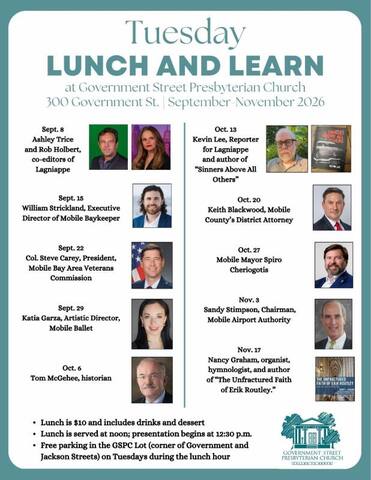 Tuesday
LUNCH AND LEARN
at Government Street Presbyterian Church
300 Government St. | September-November 2026
Sept. 8
Ashley Trice
and Rob Holbert,
co-editors of
Lagniappe
Sept. 15
William Strickland, Executive
Director of Mobile Baykeeper
Sept. 22
Col. Steve Carey, President,
Mobile Bay Area Veterans
Commission
Sept. 29
Katia Garza, Artistic Director,
Mobile Ballet
Oct. 6
Tom McGehee, historian
Oct. 13
Kevin Lee, Reporter
for Lagniappe
and author of
"Sinners Above All
Others"
Oct. 20
Keith Blackwood, Mobile
County's District Attorney
Oct. 27
Mobile Mayor Spiro
Cheriogotis
Nov. 3
Sandy Stimpson, Chairman,
Mobile Airport Authority
Nov. 17
Nancy Graham, organist,
hymnologist, and author
of "The Unfractured Faith
of Erik Routley."
THE UNFRACTURED
FAITH OF ERIK ROUTLEY
• Lunch is $10 and includes drinks and dessert
• Lunch is served at noon; presentation begins at 12:30 p.m.
• Free parking in the GSPC Lot (corner of Government and
Jackson Streets) on Tuesdays during the lunch hour
GOVERNMENT STREET
PRESBYTERIAN CHURCH